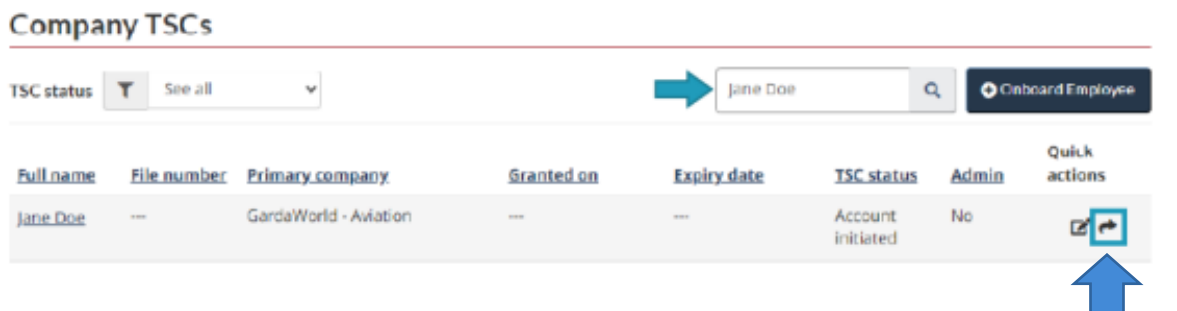 Company TSCs
TSC status See all Jane Doe Onboard Employee
Full name File number Primary company Granted on Expiry date TSC status Admin Quick actions
Jane Doe --- GardaWorld - Aviation --- --- Account initiated No